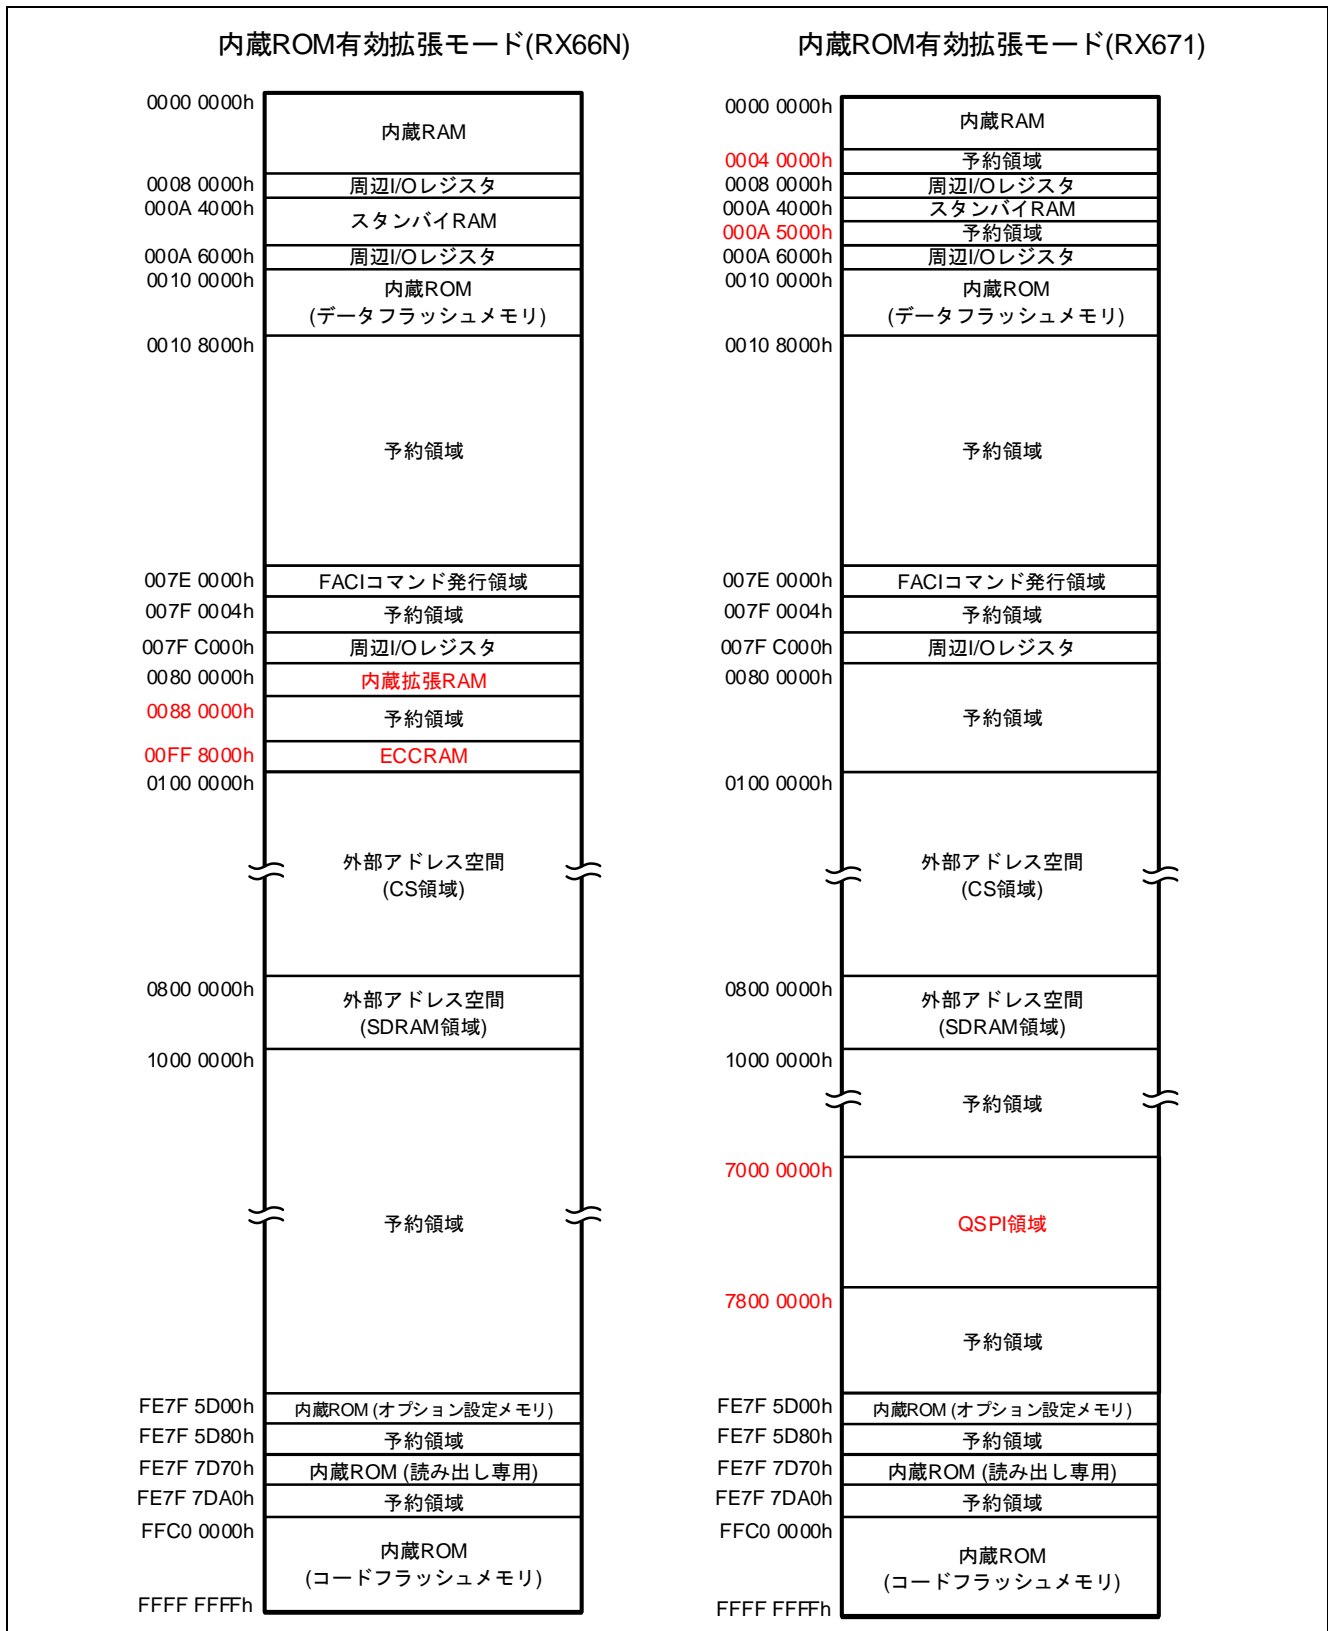 内蔵ROM有効拡張モード(RX66N)
0000 0000h
内蔵RAM
0008 0000h
周辺I/Oレジスタ
000A 4000h
スタンバイRAM
000A 6000h
周辺I/Oレジスタ
0010 0000h
内蔵ROM
(データフラッシュメモリ)
0010 8000h
予約領域
007E 0000h
FACIコマンド発行領域
007F 0004h
予約領域
007F C000h
周辺I/Oレジスタ
0080 0000h
内蔵拡張RAM
0088 0000h
予約領域
00FF 8000h
ECCRAM
0100 0000h
外部アドレス空間
(CS領域)
0800 0000h
外部アドレス空間
(SDRAM領域)
1000 0000h
予約領域
FE7F 5D00h
内蔵ROM (オプション設定メモリ)
FE7F 5D80h
予約領域
FE7F 7D70h
内蔵ROM (読み出し専用)
FE7F 7DA0h
予約領域
FFC0 0000h
内蔵ROM
(コードフラッシュメモリ)
FFFF FFFFh
内蔵ROM有効拡張モード(RX671)
0000 0000h
内蔵RAM
0004 0000h
予約領域
0008 0000h
周辺I/Oレジスタ
000A 4000h
スタンバイRAM
000A 5000h
予約領域
000A 6000h
周辺I/Oレジスタ
0010 0000h
内蔵ROM
(データフラッシュメモリ)
0010 8000h
予約領域
007E 0000h
FACIコマンド発行領域
007F 0004h
予約領域
007F C000h
周辺I/Oレジスタ
0080 0000h
予約領域
0100 0000h
外部アドレス空間
(CS領域)
0800 0000h
外部アドレス空間
(SDRAM領域)
1000 0000h
予約領域
7000 0000h
QSPI領域
7800 0000h
予約領域
FE7F 5D00h
内蔵ROM (オプション設定メモリ)
FE7F 5D80h
予約領域
FE7F 7D70h
内蔵ROM (読み出し専用)
FE7F 7DA0h
予約領域
FFC0 0000h
内蔵ROM
(コードフラッシュメモリ)
FFFF FFFFh